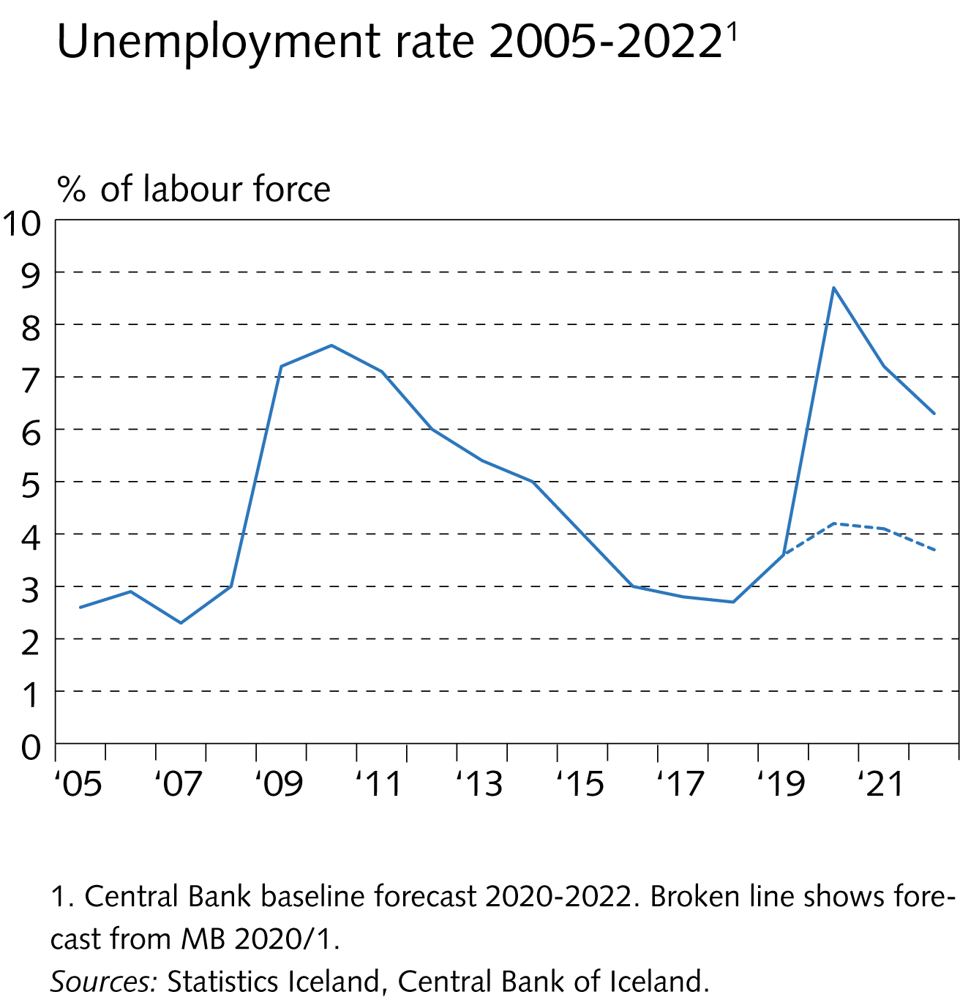 Unemployment rate 2005-2022¹
% of labour force
10
9
8
7
6
5
4
3
2
1
0
‘05 ‘07 ‘09 ‘11 ‘13 ‘15 ‘17 ‘19 ‘21
1. Central Bank baseline forecast 2020-2022. Broken line shows fore-
cast from MB 2020/1.
Sources: Statistics Iceland, Central Bank of Iceland.